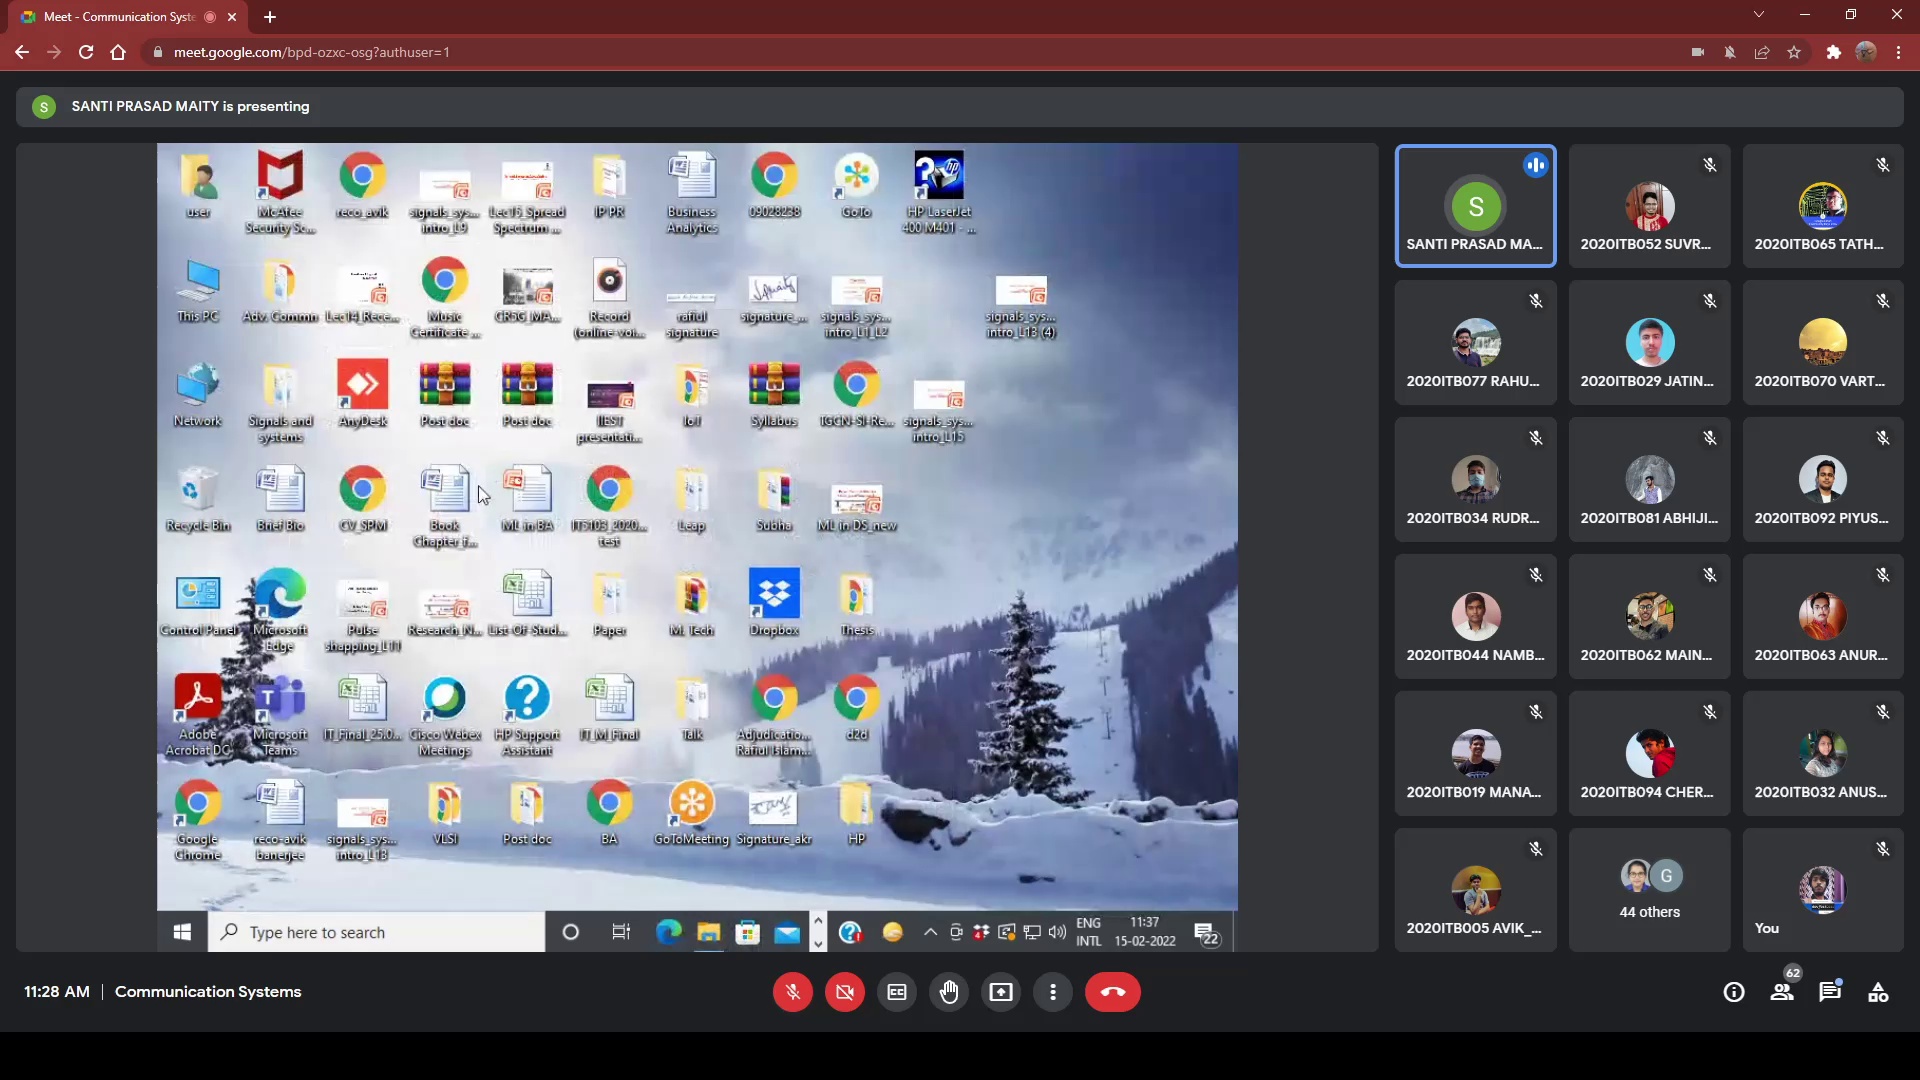 Meet - Communication Syste
meet.google.com/bpd-ozxc-osg?authuser=1
S
SANTI PRASAD MAITY is presenting
user
McAfee
Security Sc...
reco_avik
signals_sys...
intro_L9
Lec15_Spread
Spectrum ...
IP PR
Business
Analytics
09028238
GoTo
HP LaserJet
400 M401 - ...
This PC
Adv. Commn
Lec14_Rece...
Music
Certificate ...
CR5G_MA...
Record
(online-voi...
rafiul
signature
signature_...
signals_sys...
intro_L1_L2
signals_sys...
intro_L13 (4)
Network
Signals and
systems
AnyDesk
Post doc
Post doc
IIEST
presentati...
IoT
Syllabus
TGCN-SI-Re...
signals_sys...
intro_L15
Recycle Bin
Brief Bio
CV_SPM
Book
Chapter_f...
ML in BA
IT5103_2020...
test
Leap
Subha
ML in DS_new
Control Panel
Microsoft
Edge
Pulse
shapping_L11
Research_N...
List-Of-Stud...
Paper
M. Tech
Dropbox
Thesis
Adobe
Acrobat DC
Microsoft
Teams
IT_Final_25.0...
Cisco Webex
Meetings
HP Support
Assistant
IT_M_Final
Talk
Adjudicatio...
Rafiul Islam...
d2d
Google
Chrome
reco-avik
banerjee
signals_sys...
intro_L13
VLSI
Post doc
BA
GoToMeeting
Signature_akr
HP
Type here to search
ENG
INTL
11:37
15-02-2022
22
S
SANTI PRASAD MA...
2020ITB052 SUVR...
2020ITB065 TATH...
2020ITB077 RAHU...
2020ITB029 JATIN...
2020ITB070 VART...
2020ITB034 RUDR...
2020ITB081 ABHIJI...
2020ITB092 PIYUS...
2020ITB044 NAMB...
2020ITB062 MAIN...
2020ITB063 ANUR...
2020ITB019 MANA...
2020ITB094 CHER...
2020ITB032 ANUS...
2020ITB005 AVIK_...
G
44 others
You
11:28 AM | Communication Systems
62